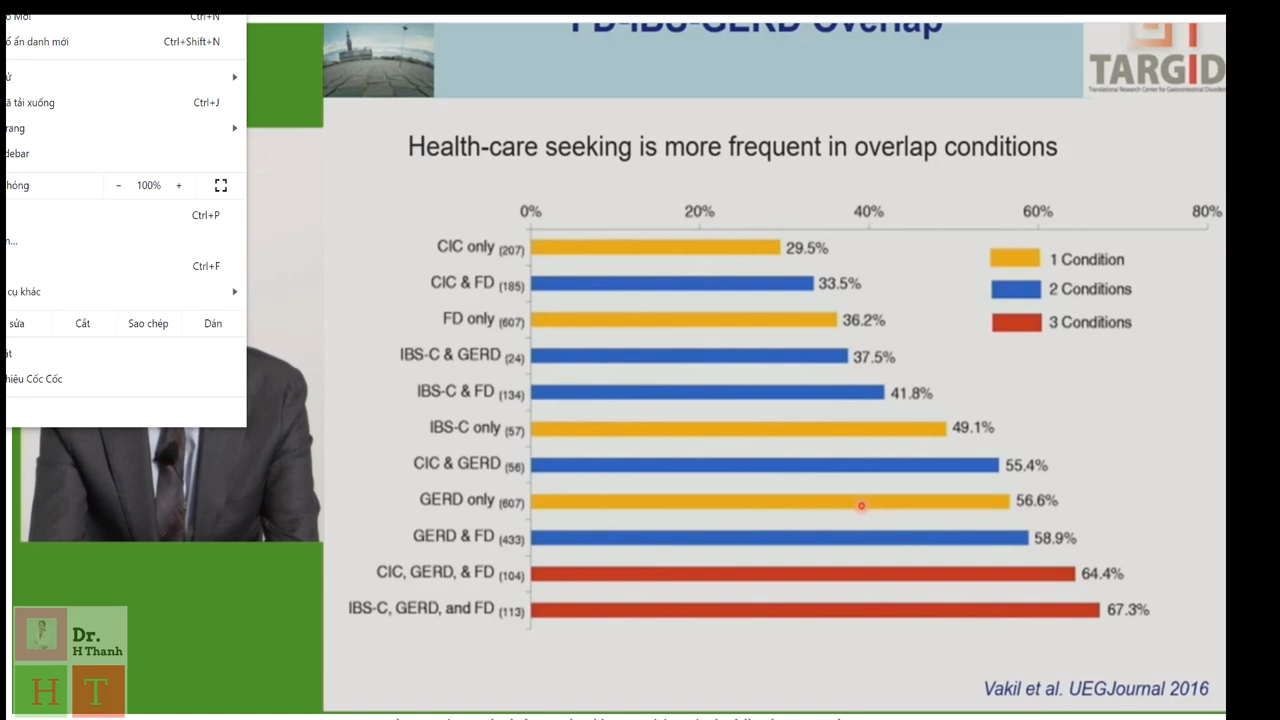 Ctrl+N
ổ ẩn danh mới Ctrl+Shift+N
ử
ã tải xuống Ctrl+J
rang
debar
hóng − 100% +
Ctrl+P
n...
Ctrl+F
cụ khác
sửa Cắt Sao chép Dán
ặt
hiệu Cốc Cốc
FD-IBS-GERD Overlap
TARGID
Health-care seeking is more frequent in overlap conditions
0% 20% 40% 60% 80%
CIC only (207) 29.5%
CIC & FD (185) 33.5%
FD only (607) 36.2%
IBS-C & GERD (24) 37.5%
IBS-C & FD (134) 41.8%
IBS-C only (57) 49.1%
CIC & GERD (56) 55.4%
GERD only (607) 56.6%
GERD & FD (433) 58.9%
CIC, GERD, & FD (104) 64.4%
IBS-C, GERD, and FD (113) 67.3%
1 Condition
2 Conditions
3 Conditions
Vakil et al. UEGJournal 2016
Dr.
H Thanh
H T